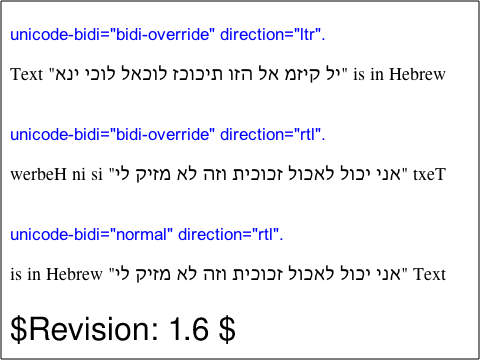 unicode-bidi="bidi-override" direction="ltr".
Text "יל קיזמ אל הזו תיכוכז לוכאל לוכי ינא" is in Hebrew
unicode-bidi="bidi-override" direction="rtl".
werbeH ni si "אני יכול לאכול זכוכית וזה לא מזיק לי" txeT
unicode-bidi="normal" direction="rtl".
is in Hebrew "אני יכול לאכול זכוכית וזה לא מזיק לי" Text
$Revision: 1.6 $